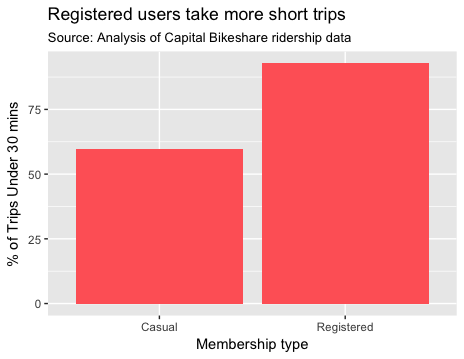 Registered users take more short trips
Source: Analysis of Capital Bikeshare ridership data
% of Trips Under 30 mins
75
50
25
0
Casual
Registered
Membership type